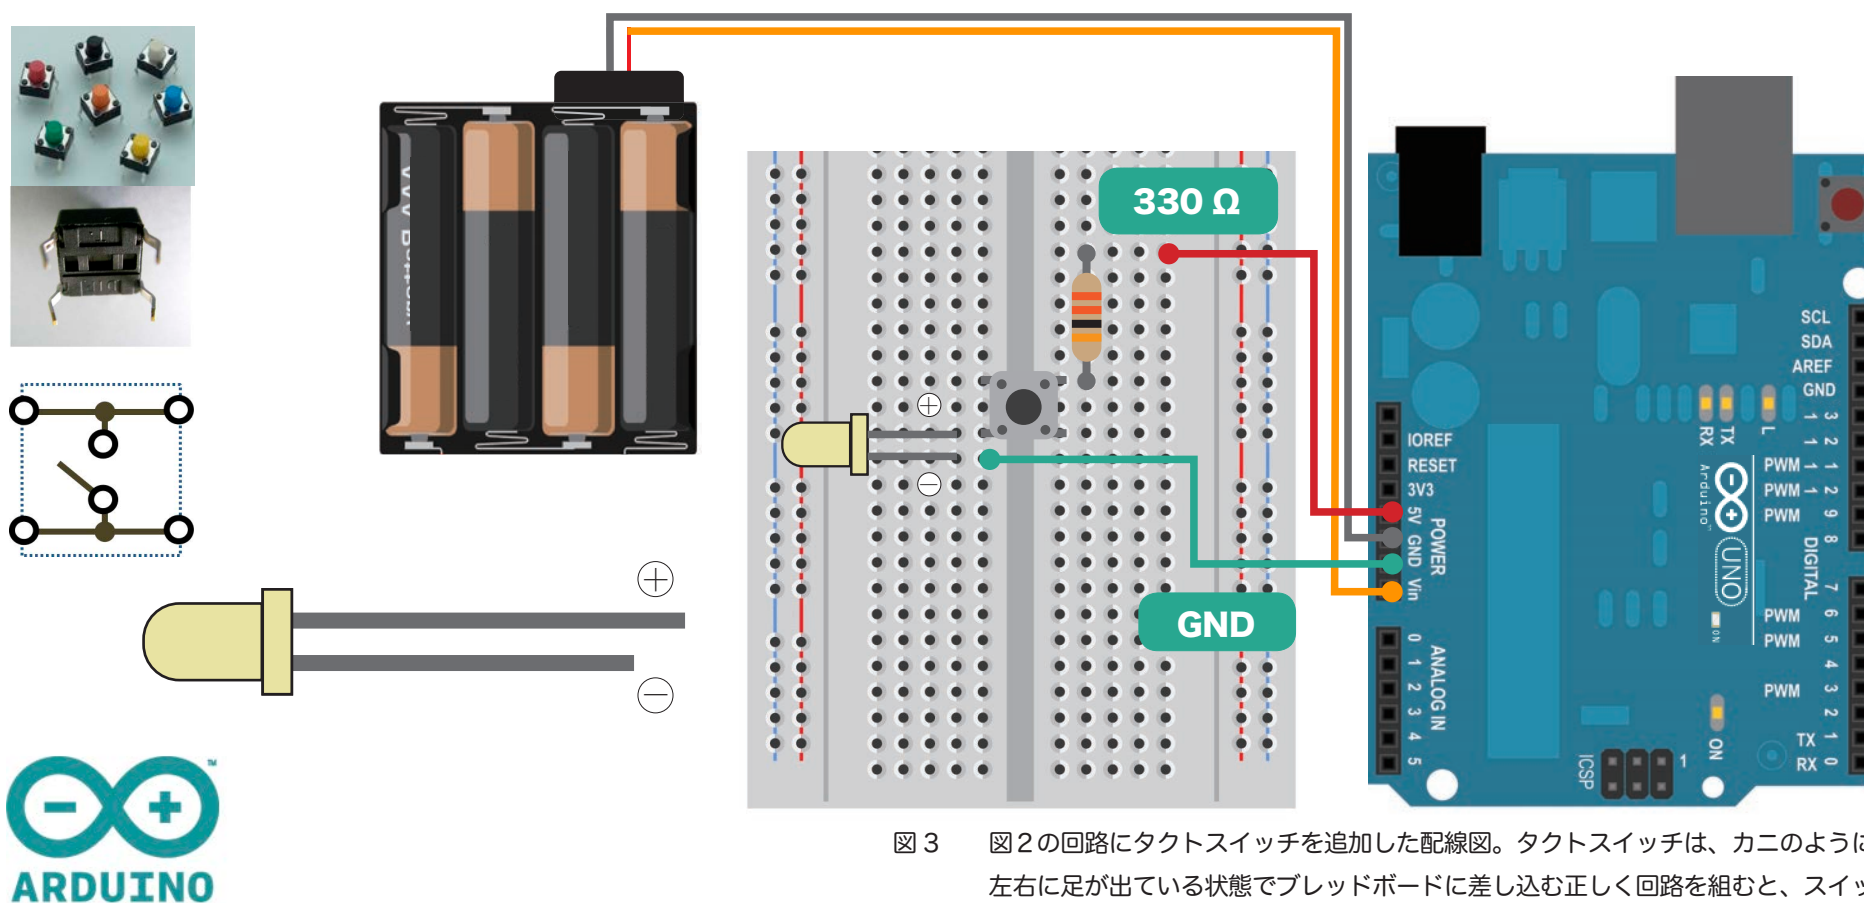 330 Ω
GND
⊕
⊖
⊕
⊖
IOREF
RESET
3V3
5V
GND
Vin
POWER
0
1
2
3
4
5
ANALOG IN
SCL
SDA
AREF
GND
13
12
PWM 11
PWM 10
PWM 9
8
DIGITAL
7
PWM 6
PWM 5
4
PWM 3
2
TX 1
RX 0
RX
TX
L
Arduino™
UNO
ON
ON
ICSP
1
™
ARDUINO
図3 図2の回路にタクトスイッチを追加した配線図。タクトスイッチは、カニのように
左右に足が出ている状態でブレッドボードに差し込む正しく回路を組むと、スイッ